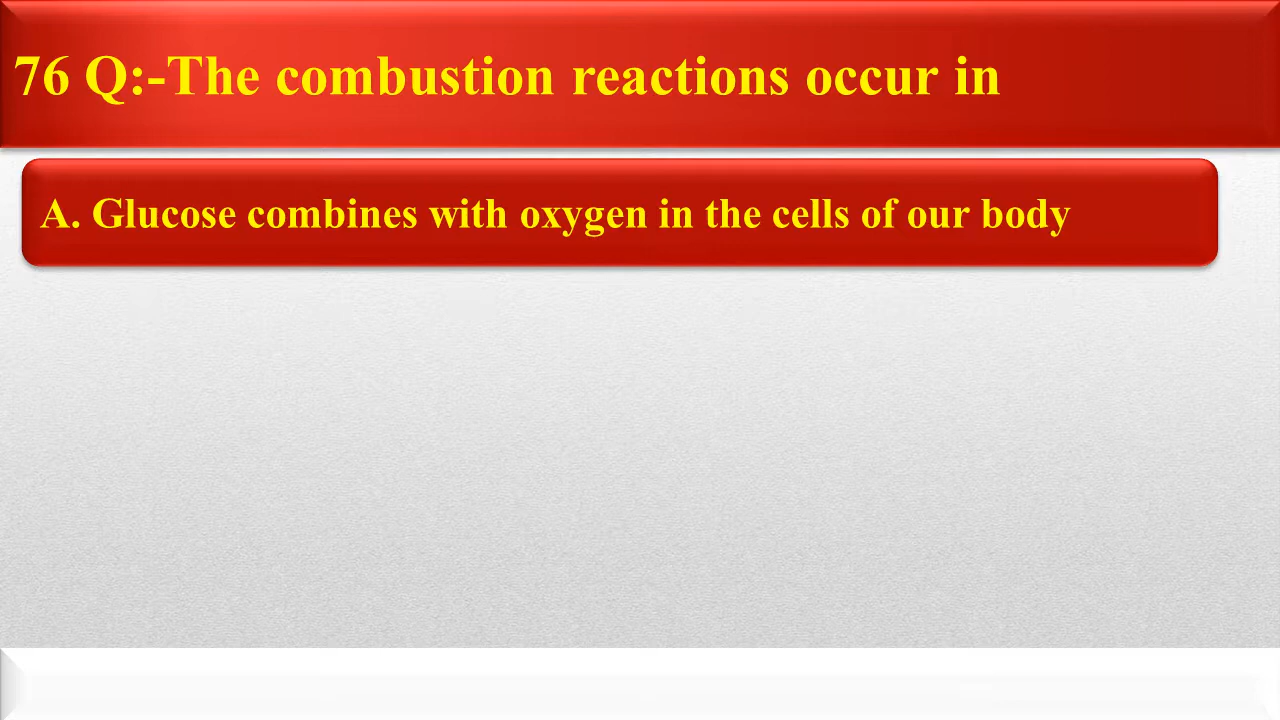 76 Q:-The combustion reactions occur in
A. Glucose combines with oxygen in the cells of our body